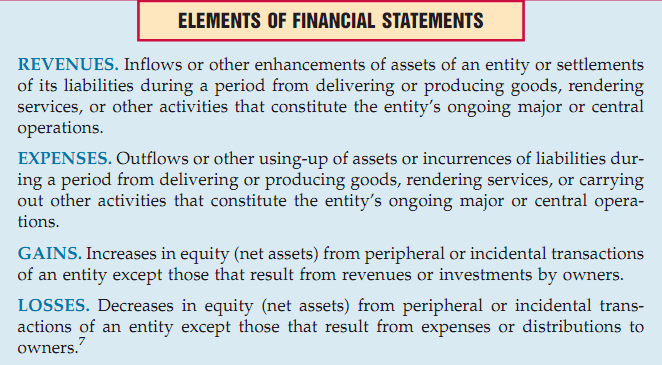 ELEMENTS OF FINANCIAL STATEMENTS
REVENUES. Inflows or other enhancements of assets of an entity or settlements
of its liabilities during a period from delivering or producing goods, rendering
services, or other activities that constitute the entity’s ongoing major or central
operations.
EXPENSES. Outflows or other using-up of assets or incurrences of liabilities dur-
ing a period from delivering or producing goods, rendering services, or carrying
out other activities that constitute the entity’s ongoing major or central opera-
tions.
GAINS. Increases in equity (net assets) from peripheral or incidental transactions
of an entity except those that result from revenues or investments by owners.
LOSSES. Decreases in equity (net assets) from peripheral or incidental trans-
actions of an entity except those that result from expenses or distributions to
owners.⁷